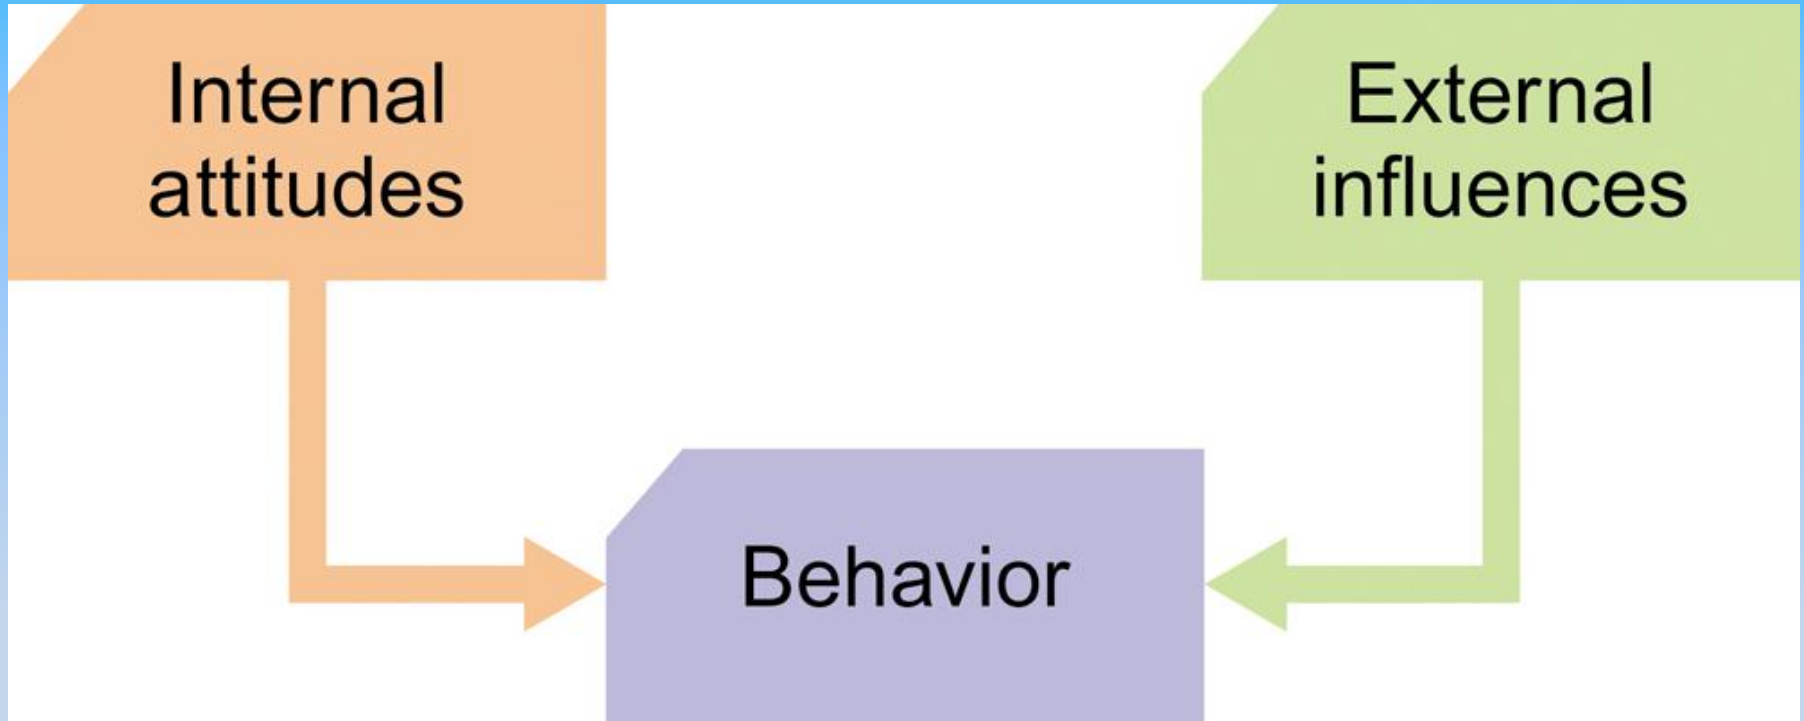 Internal
attitudes
External
influences
Behavior